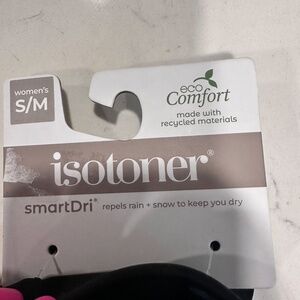 women's
S/M
eco
Comfort
made with
recycled materials
isotoner®
smartDri® repels rain + snow to keep you dry